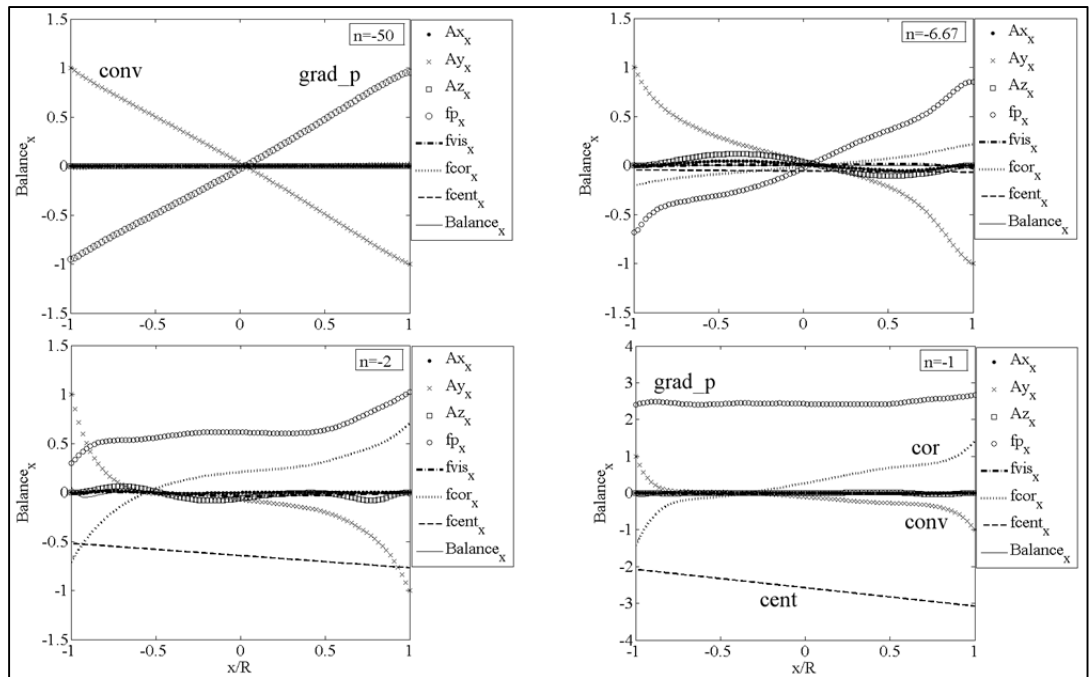 1.5
1
0.5
0
-0.5
-1
-1.5
Balance_x
-1 -0.5 0 0.5 1
n=-50
conv
grad_p
Ax_x
Ay_x
Az_x
fp_x
fvis_x
fcor_x
fcent_x
Balance_x
1.5
1
0.5
0
-0.5
-1
-1.5
Balance_x
-1 -0.5 0 0.5 1
n=-6.67
Ax_x
Ay_x
Az_x
fp_x
fvis_x
fcor_x
fcent_x
Balance_x
1.5
1
0.5
0
-0.5
-1
-1.5
Balance_x
-1 -0.5 0 0.5 1
x/R
n=-2
Ax_x
Ay_x
Az_x
fp_x
fvis_x
fcor_x
fcent_x
Balance_x
4
3
2
1
0
-1
-2
-3
-4
Balance_x
-1 -0.5 0 0.5 1
x/R
n=-1
grad_p
cor
conv
cent
Ax_x
Ay_x
Az_x
fp_x
fvis_x
fcor_x
fcent_x
Balance_x